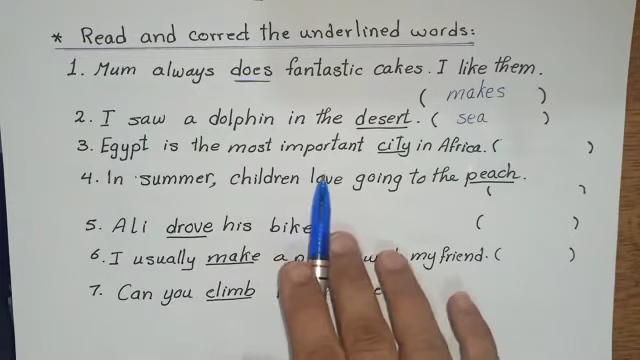 * Read and correct the underlined words:
1. Mum always does fantastic cakes. I like them.
( makes )
2. I saw a dolphin in the desert. ( sea )
3. Egypt is the most important city in Africa. ( )
4. In summer, children love going to the peach.
( )
5. Ali drove his bike ( )
6. I usually make a my friend. ( )
7. Can you climb